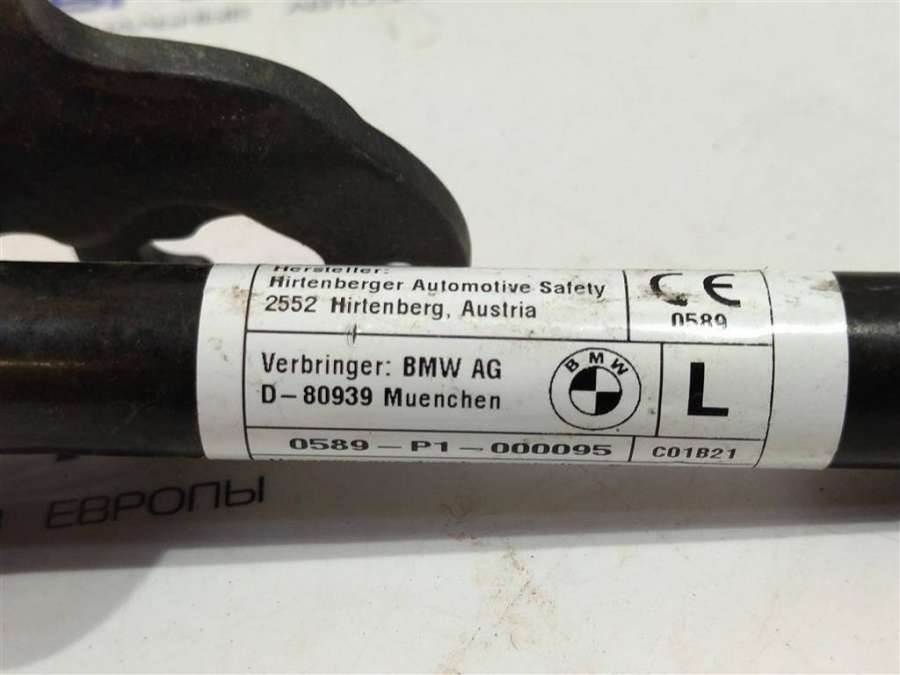 Hersteller:
Hirtenberger Automotive Safety
2552 Hirtenberg, Austria
CE
0589
Verbringer: BMW AG
D-80939 Muenchen
BMW
L
0589-P1-000095
C01B21
ЕВРОПЫ